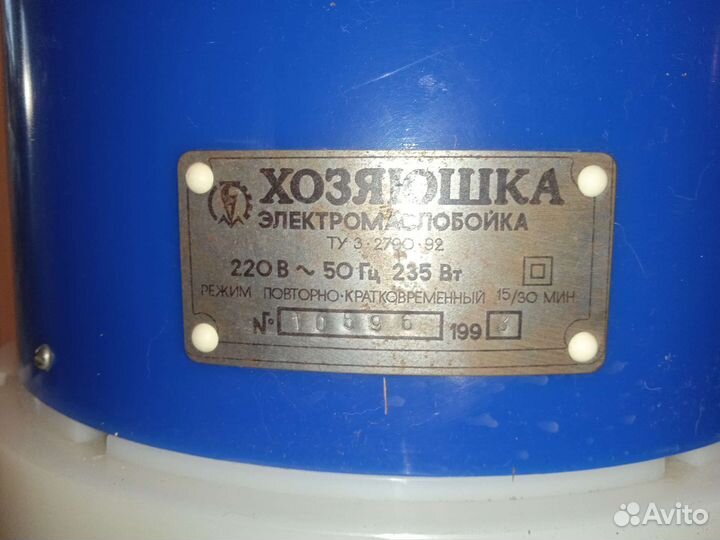 ХОЗЯЮШКА
ЭЛЕКТРОМАСЛОБОЙКА
ТУ 3·2790·92
220 В ~ 50 Гц 235 Вт
РЕЖИМ ПОВТОРНО-КРАТКОВРЕМЕННЫЙ 15/30 МИН
№ 10596 199
Avito